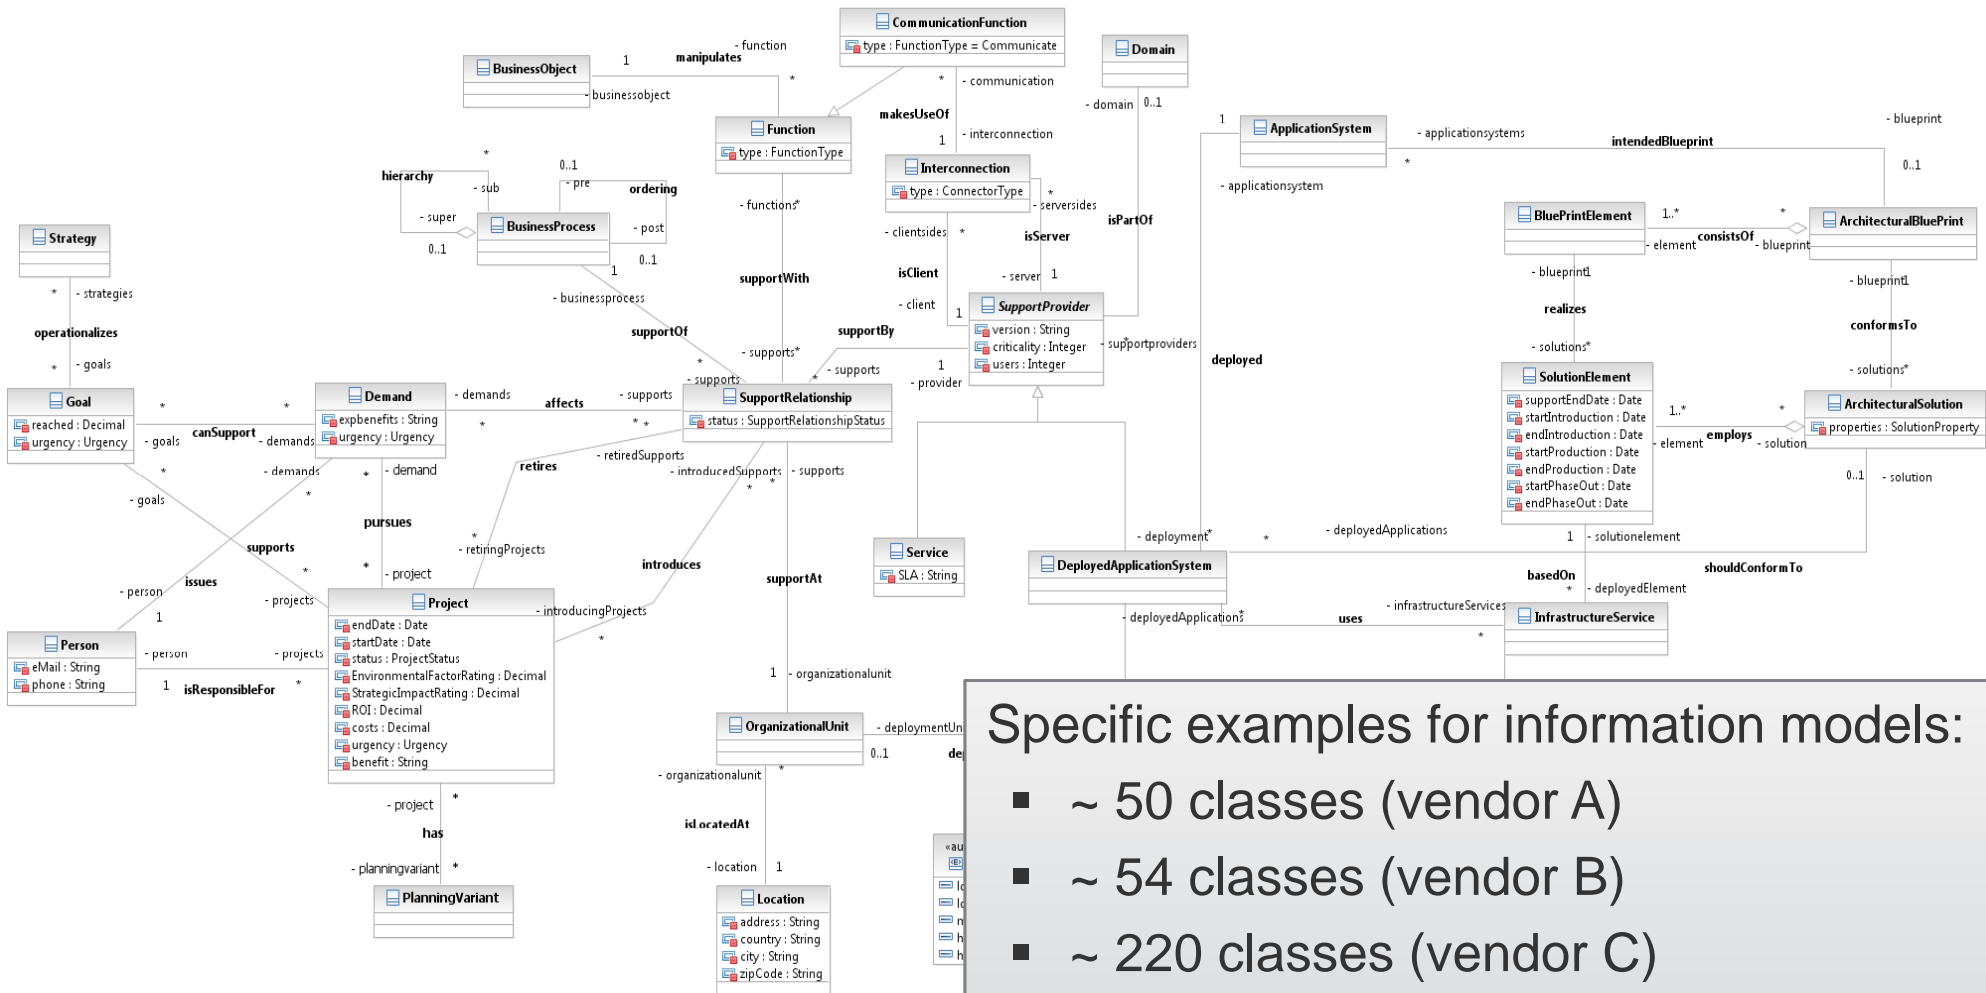 CommunicationFunction
type : FunctionType = Communicate
Domain
BusinessObject
- function
1
manipulates
*
- businessobject
* - communication
makesUseOf
- interconnection
1
- domain 0..1
Function
type : FunctionType
ApplicationSystem
1
- applicationsystems
*
- applicationsystem
intendedBlueprint
- blueprint
0..1
hierarchy
*
- sub
0..1
- pre
ordering
- super
0..1
- post
0..1
BusinessProcess
1
- businessprocess
- functions*
Interconnection
type : ConnectorType
*
- serversides
- clientsides *
isServer
isPartOf
isClient
- server 1
- client
1
BluePrintElement
1..*
*
consistsOf
- element
- blueprint
ArchitecturalBluePrint
Strategy
* - strategies
operationalizes
* - goals
supportWith
supportOf
supportBy
SupportProvider
version : String
criticality : Integer
users : Integer
*
- supportproviders
deployed
- blueprint1
realizes
- solutions*
- blueprint1
conformsTo
- solutions*
- supports*
*
- supports
* - supports
1
- provider
Goal
reached : Decimal
urgency : Urgency
Demand
expbenefits : String
urgency : Urgency
*
*
canSupport
- goals
- demands
- demands
affects
- supports
*
*
SupportRelationship
status : SupportRelationshipStatus
SolutionElement
supportEndDate : Date
startIntroduction : Date
endIntroduction : Date
startProduction : Date
endProduction : Date
startPhaseOut : Date
endPhaseOut : Date
ArchitecturalSolution
properties : SolutionProperty
1..*
*
employs
- element
- solution
0..1
- solution
*
- goals
- demands
*
* - demand
pursues
* - project
retires
*
- retiredSupports
- introducedSupports
* *
- supports
*
- retiringProjects
supports
*
- projects
issues
- person
1
introduces
- introducingProjects
*
supportAt
1 - organizationalunit
Service
SLA : String
- deployment*
DeployedApplicationSystem
*
- deployedApplications
1 - solutionelement
basedOn
* - deployedElement
shouldConformTo
*
- deployedApplications
uses
- infrastructureServices
*
InfrastructureService
Person
eMail : String
phone : String
- person
- projects
1
isResponsibleFor
*
Project
endDate : Date
startDate : Date
status : ProjectStatus
EnvironmentalFactorRating : Decimal
StrategicImpactRating : Decimal
ROI : Decimal
costs : Decimal
urgency : Urgency
benefit : String
OrganizationalUnit
- deploymentUn
0..1
de
- organizationalunit *
isLocatedAt
- location 1
- project *
has
- planningvariant *
PlanningVariant
Location
address : String
country : String
city : String
zipCode : String
«au
lo
lo
n
h
h
Specific examples for information models:
▪ ~ 50 classes (vendor A)
▪ ~ 54 classes (vendor B)
▪ ~ 220 classes (vendor C)